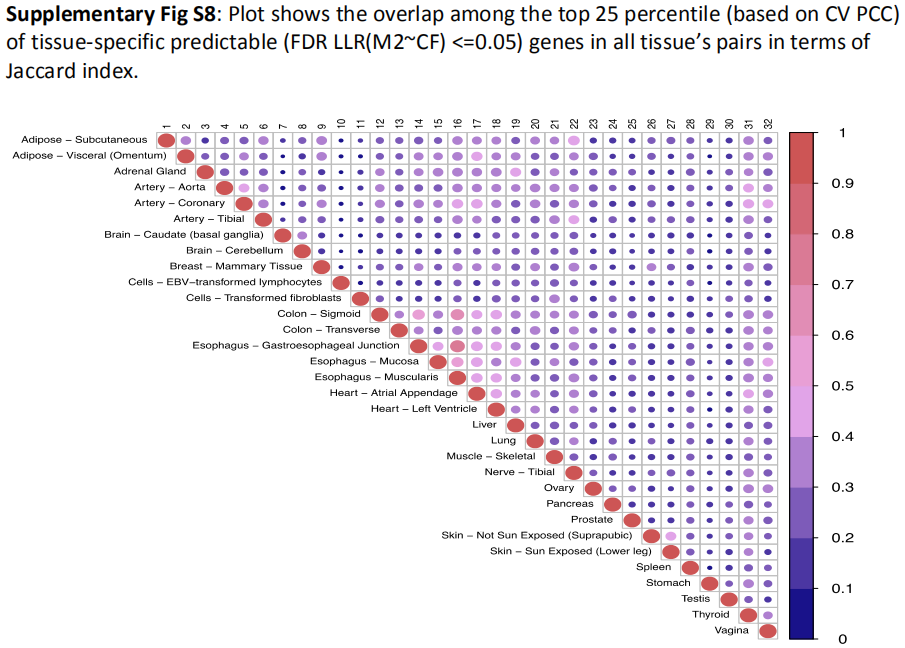 Supplementary Fig S8: Plot shows the overlap among the top 25 percentile (based on CV PCC)
of tissue-specific predictable (FDR LLR(M2~CF) <=0.05) genes in all tissue’s pairs in terms of
Jaccard index.
1 2 3 4 5 6 7 8 9 10 11 12 13 14 15 16 17 18 19 20 21 22 23 24 25 26 27 28 29 30 31 32
Adipose – Subcutaneous
Adipose – Visceral (Omentum)
Adrenal Gland
Artery – Aorta
Artery – Coronary
Artery – Tibial
Brain – Caudate (basal ganglia)
Brain – Cerebellum
Breast – Mammary Tissue
Cells – EBV–transformed lymphocytes
Cells – Transformed fibroblasts
Colon – Sigmoid
Colon – Transverse
Esophagus – Gastroesophageal Junction
Esophagus – Mucosa
Esophagus – Muscularis
Heart – Atrial Appendage
Heart – Left Ventricle
Liver
Lung
Muscle – Skeletal
Nerve – Tibial
Ovary
Pancreas
Prostate
Skin – Not Sun Exposed (Suprapubic)
Skin – Sun Exposed (Lower leg)
Spleen
Stomach
Testis
Thyroid
Vagina
1
0.9
0.8
0.7
0.6
0.5
0.4
0.3
0.2
0.1
0